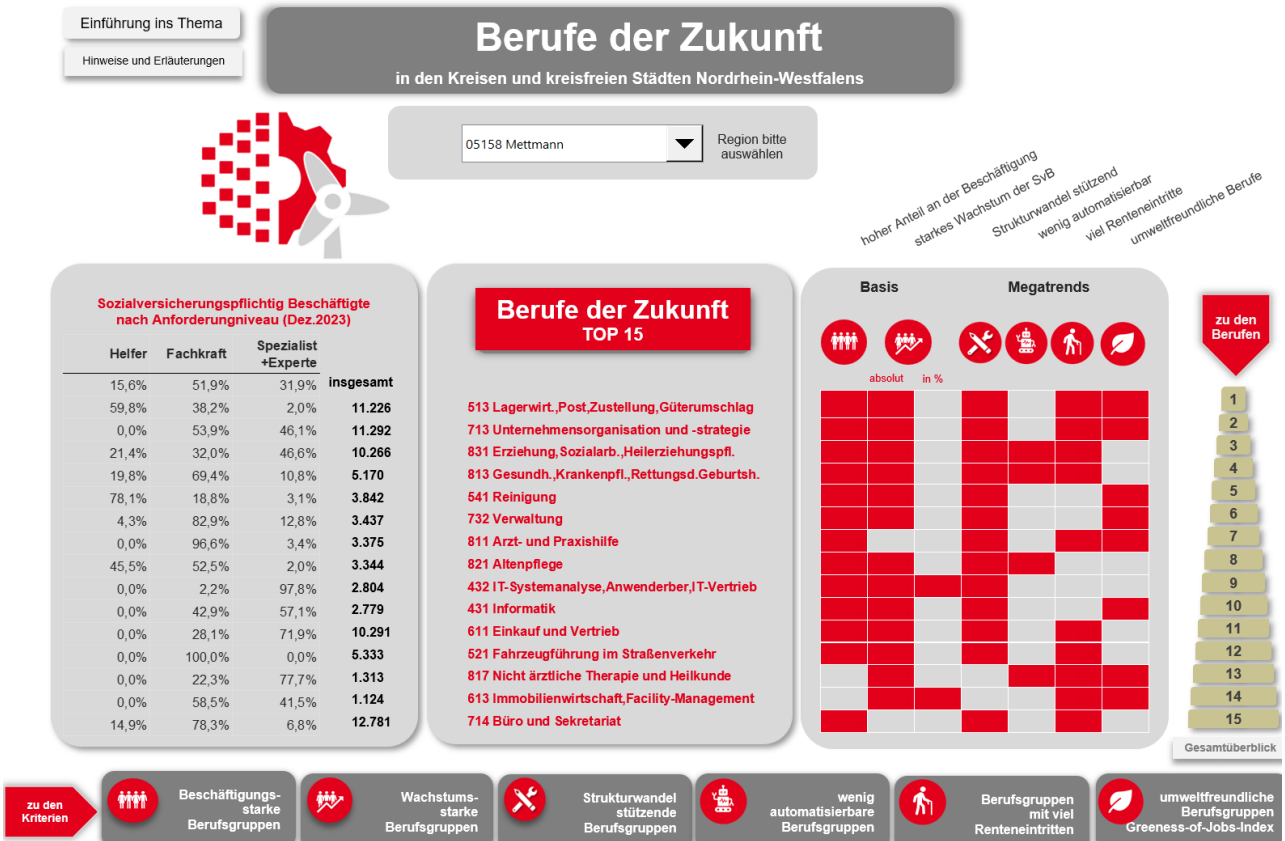 Einführung ins Thema
Hinweise und Erläuterungen
Berufe der Zukunft
in den Kreisen und kreisfreien Städten Nordrhein-Westfalens
05158 Mettmann
Region bitte
auswählen
hoher Anteil an der Beschäftigung
starkes Wachstum der SvB
Strukturwandel stützend
wenig automatisierbar
viel Renteneintritte
umweltfreundliche Berufe
Sozialversicherungspflichtig Beschäftigte
nach Anforderungniveau (Dez.2023)
Helfer Fachkraft Spezialist
+Experte
15,6% 51,9% 31,9% insgesamt
59,8% 38,2% 2,0% 11.226
0,0% 53,9% 46,1% 11.292
21,4% 32,0% 46,6% 10.266
19,8% 69,4% 10,8% 5.170
78,1% 18,8% 3,1% 3.842
4,3% 82,9% 12,8% 3.437
0,0% 96,6% 3,4% 3.375
45,5% 52,5% 2,0% 3.344
0,0% 2,2% 97,8% 2.804
0,0% 42,9% 57,1% 2.779
0,0% 28,1% 71,9% 10.291
0,0% 100,0% 0,0% 5.333
0,0% 22,3% 77,7% 1.313
0,0% 58,5% 41,5% 1.124
14,9% 78,3% 6,8% 12.781
Berufe der Zukunft
TOP 15
513 Lagerwirt.,Post,Zustellung,Güterumschlag
713 Unternehmensorganisation und -strategie
831 Erziehung,Sozialarb.,Heilerziehungspfl.
813 Gesundh.,Krankenpfl.,Rettungsd.Geburtsh.
541 Reinigung
732 Verwaltung
811 Arzt- und Praxishilfe
821 Altenpflege
432 IT-Systemanalyse,Anwenderber,IT-Vertrieb
431 Informatik
611 Einkauf und Vertrieb
521 Fahrzeugführung im Straßenverkehr
817 Nicht ärztliche Therapie und Heilkunde
613 Immobilienwirtschaft,Facility-Management
714 Büro und Sekretariat
Basis Megatrends
absolut in %
zu den
Berufen
1
2
3
4
5
6
7
8
9
10
11
12
13
14
15
Gesamtüberblick
zu den
Kriterien
Beschäftigungs-
starke
Berufsgruppen
Wachstums-
starke
Berufsgruppen
Strukturwandel
stützende
Berufsgruppen
wenig
automatisierbare
Berufsgruppen
Berufsgruppen
mit viel
Renteneintritten
umweltfreundliche
Berufsgruppen
Greeness-of-Jobs-Index